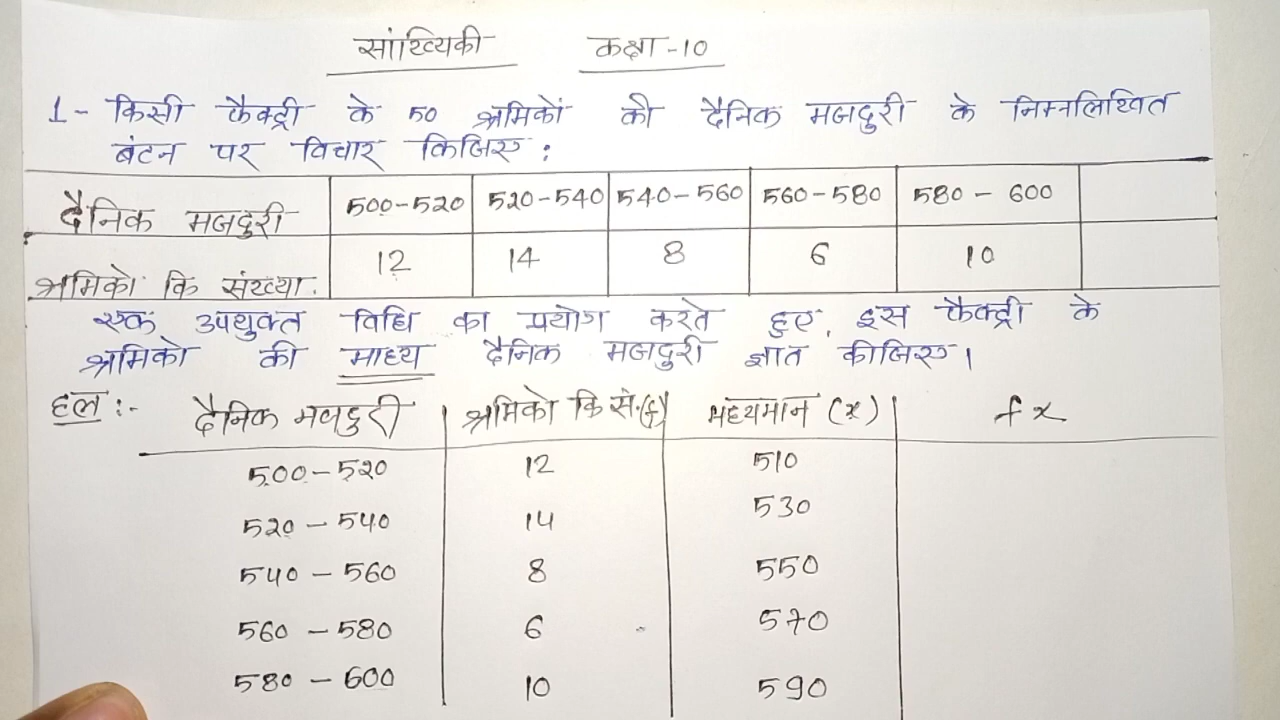 सांख्यिकी कक्षा -10
1- किसी फैक्ट्री के 50 श्रमिकों की दैनिक मजदुरी के निम्नलिखित
बंटन पर विचार किजिए :
दैनिक मजदुरी 500-520 520-540 540-560 560-580 580 - 600
श्रमिको कि संख्या. 12 14 8 6 10
एक उपयुक्त विधि का प्रयोग करते हुए, इस फैक्ट्री के
श्रमिको की माध्य दैनिक मजदुरी ज्ञात कीजिए।
हल :- दैनिक मजदुरी श्रमिको कि सं.(f) मध्यमान (x) fx
500-520 12 510
520 - 540 14 530
540 - 560 8 550
560 - 580 6 570
580 - 600 10 590